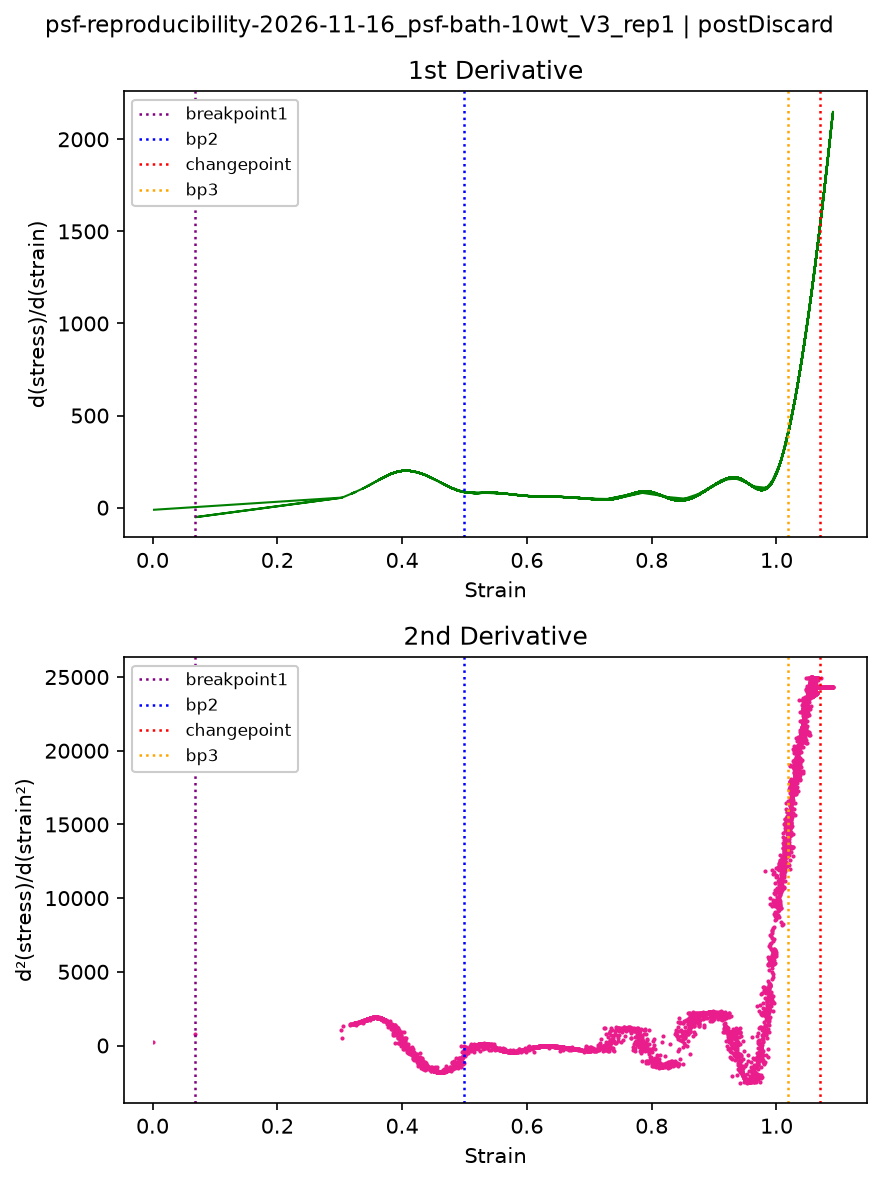 psf-reproducibility-2026-11-16_psf-bath-10wt_V3_rep1 | postDiscard
1st Derivative
breakpoint1
bp2
changepoint
bp3
d(stress)/d(strain)
2000
1500
1000
500
0
0.0 0.2 0.4 0.6 0.8 1.0
Strain
2nd Derivative
breakpoint1
bp2
changepoint
bp3
d²(stress)/d(strain²)
25000
20000
15000
10000
5000
0
0.0 0.2 0.4 0.6 0.8 1.0
Strain